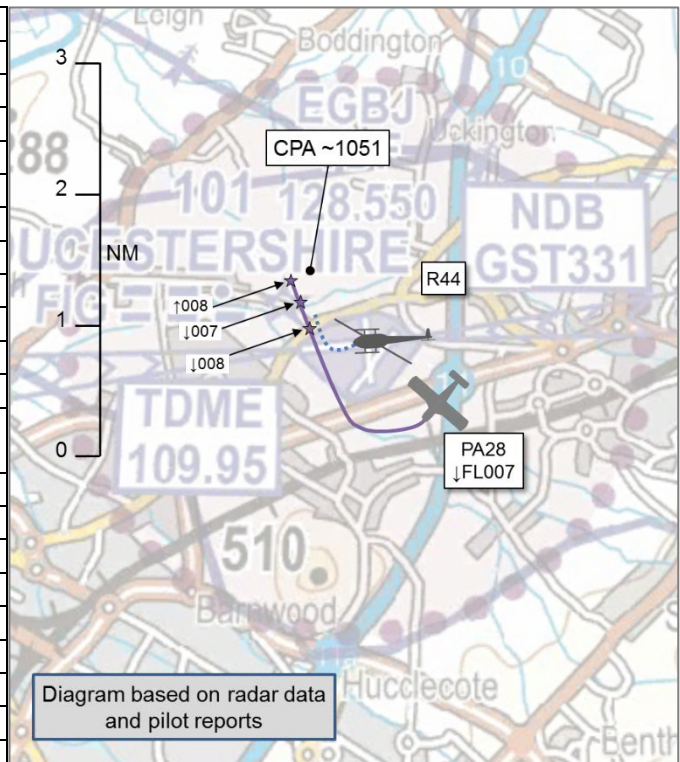 Leigh
Boddington
3
10
EGBJ
Uckington
88
CPA ~1051
2
101 128.550
NDB
GST331
NM
UCESTERSHIRE
R44
↑008
↓007
1
↓008
TDME
109.95
0
PA28
↓FL007
510
Barnwood
Hucclecote
Diagram based on radar data
and pilot reports
Benth